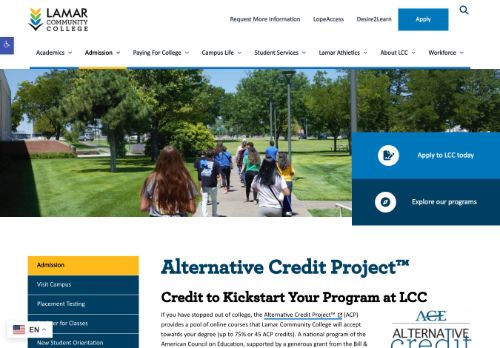 LAMAR
COMMUNITY
COLLEGE
Request More Information LopeAccess Desire2Learn Apply
Academics Admission Paying For College Campus Life Student Services Lamar Athletics About LCC Workforce
Apply to LCC today
Explore our programs
Admission
Visit Campus
Placement Testing
er for Classes
New Student Orientation
EN
Alternative Credit Project™
Credit to Kickstart Your Program at LCC
If you have stopped out of college, the Alternative Credit Project™ (ACP)
provides a pool of online courses that Lamar Community College will accept
towards your degree (up to 75% or 45 ACP credits). A national program of the
American Council on Education, supported by a generous grant from the Bill &
ACE
ALTERNATIVE
credit